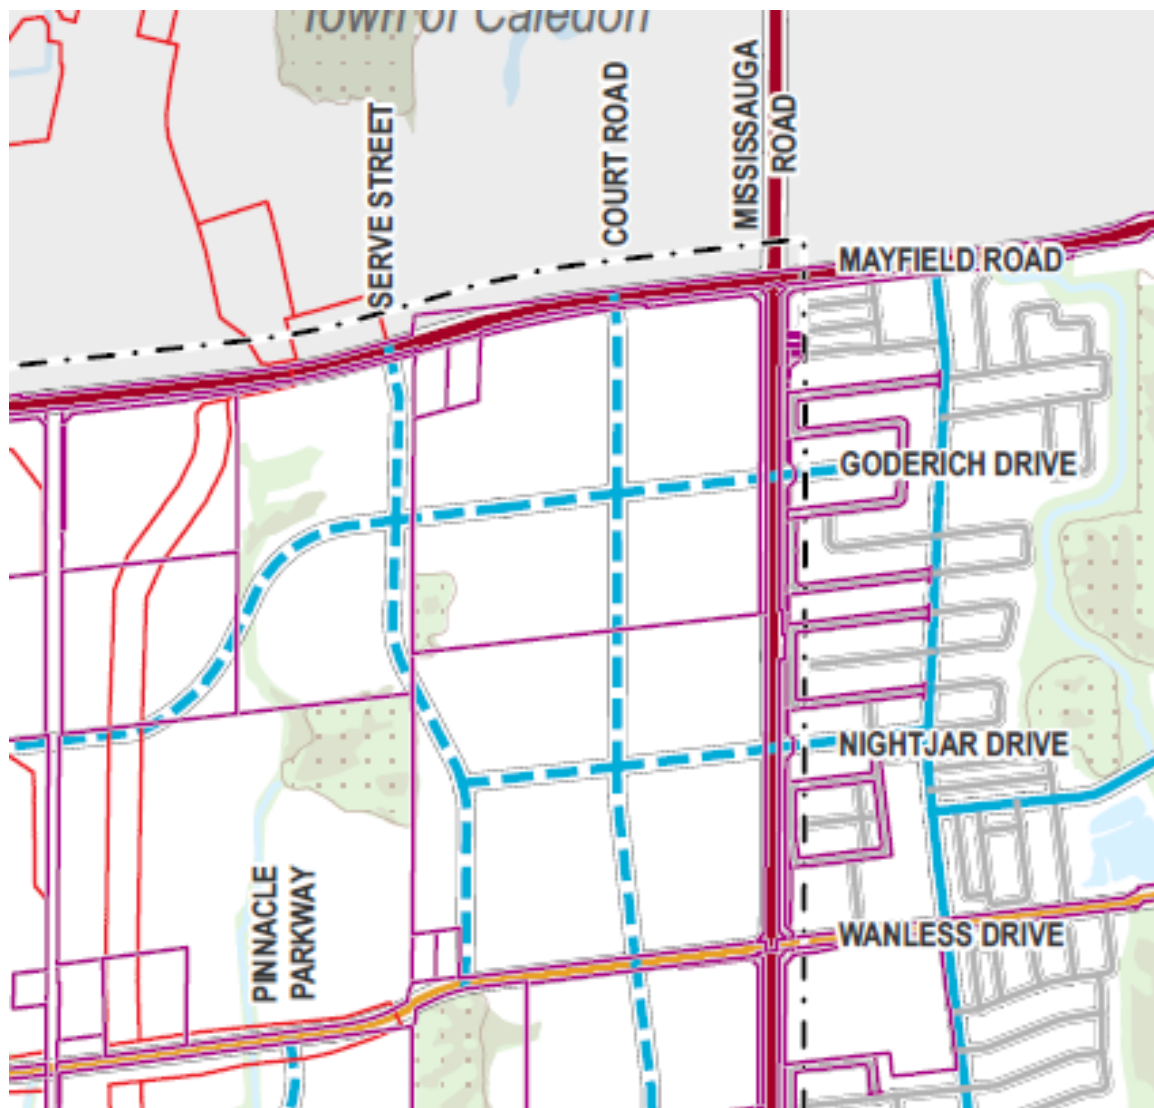 Town of Caledon
SERVE STREET
COURT ROAD
MISSISSAUGA
ROAD
MAYFIELD ROAD
GODERICH DRIVE
NIGHTJAR DRIVE
PINNACLE
PARKWAY
WANLESS DRIVE